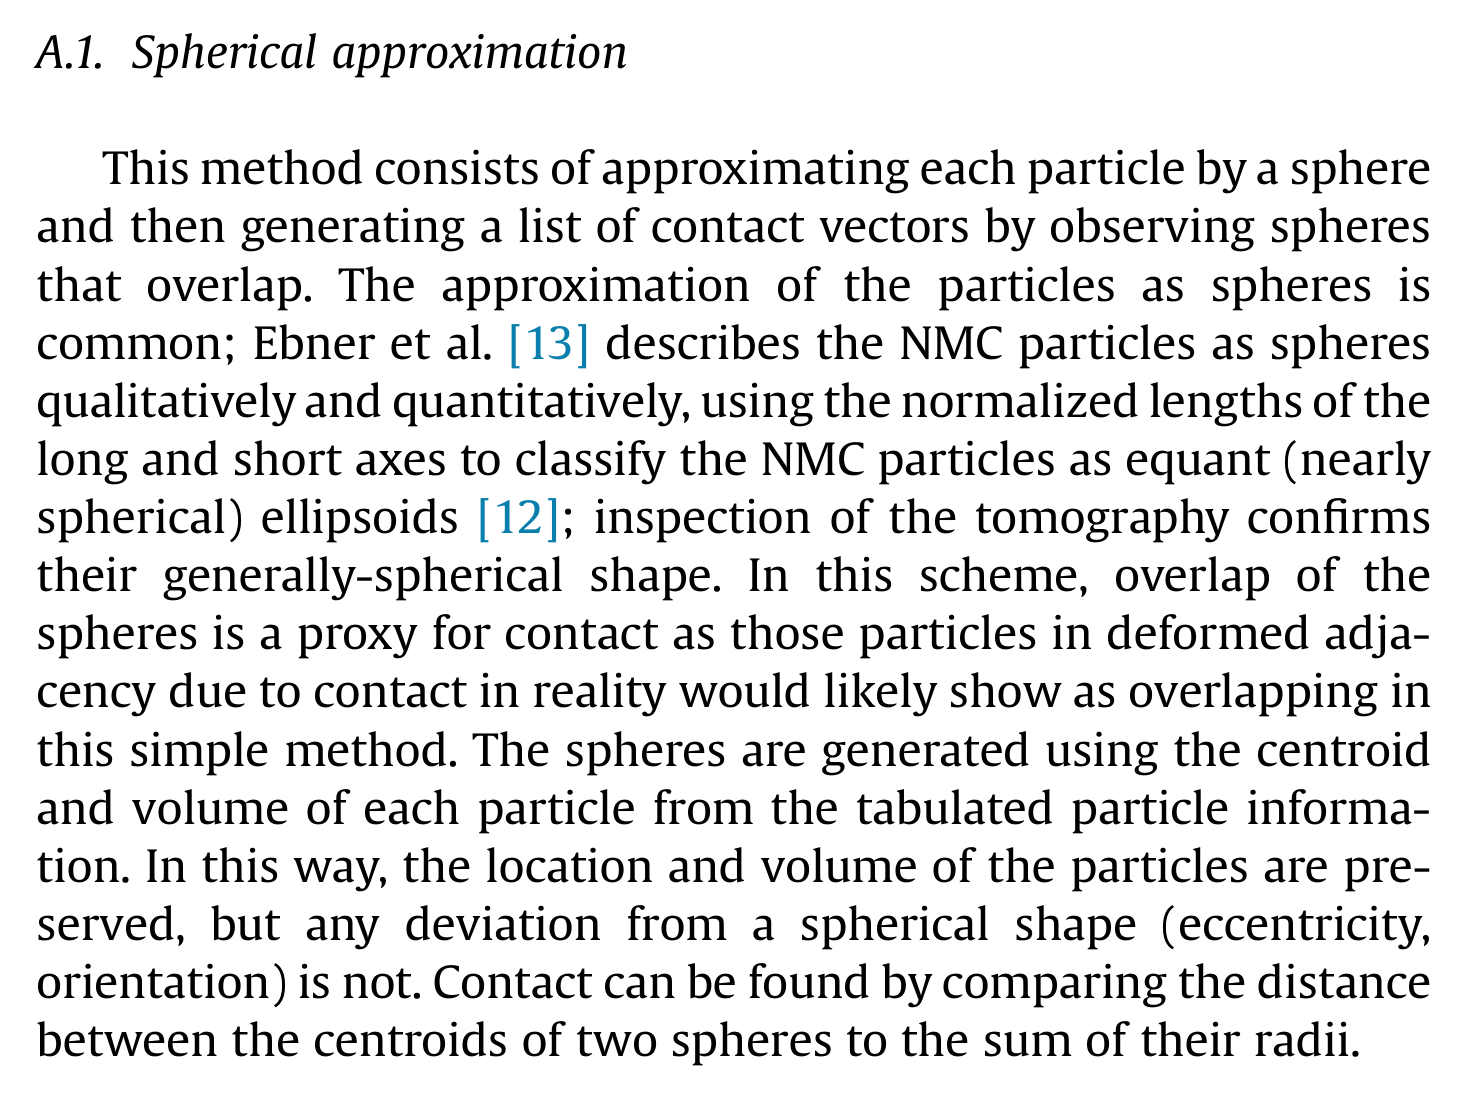 A.1. Spherical approximation
This method consists of approximating each particle by a sphere
and then generating a list of contact vectors by observing spheres
that overlap. The approximation of the particles as spheres is
common; Ebner et al. [13] describes the NMC particles as spheres
qualitatively and quantitatively, using the normalized lengths of the
long and short axes to classify the NMC particles as equant (nearly
spherical) ellipsoids [12]; inspection of the tomography confirms
their generally-spherical shape. In this scheme, overlap of the
spheres is a proxy for contact as those particles in deformed adja-
cency due to contact in reality would likely show as overlapping in
this simple method. The spheres are generated using the centroid
and volume of each particle from the tabulated particle informa-
tion. In this way, the location and volume of the particles are pre-
served, but any deviation from a spherical shape (eccentricity,
orientation) is not. Contact can be found by comparing the distance
between the centroids of two spheres to the sum of their radii.